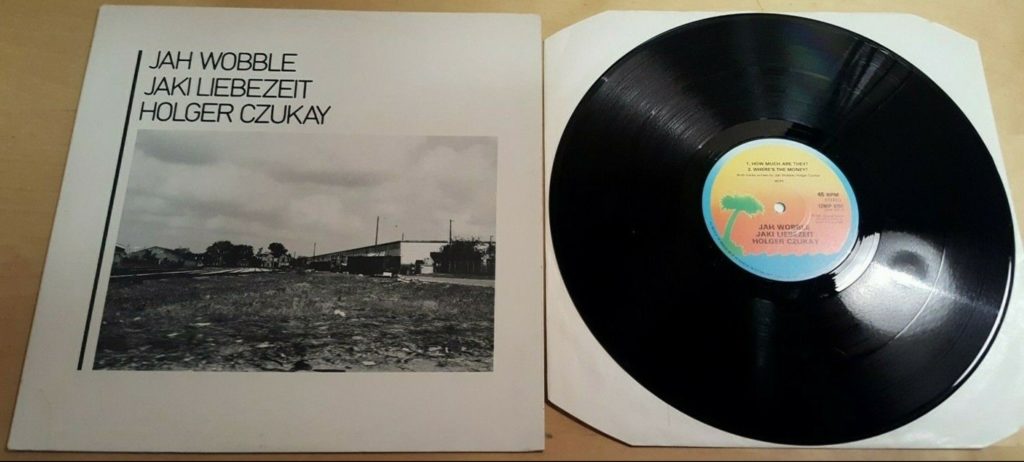 JAH WOBBLE
JAKI LIEBEZEIT
HOLGER CZUKAY
1. HOW MUCH ARE THEY?
2. WHERE'S THE MONEY?
45 RPM
STEREO
JAH WOBBLE
JAKI LIEBEZEIT
HOLGER CZUKAY